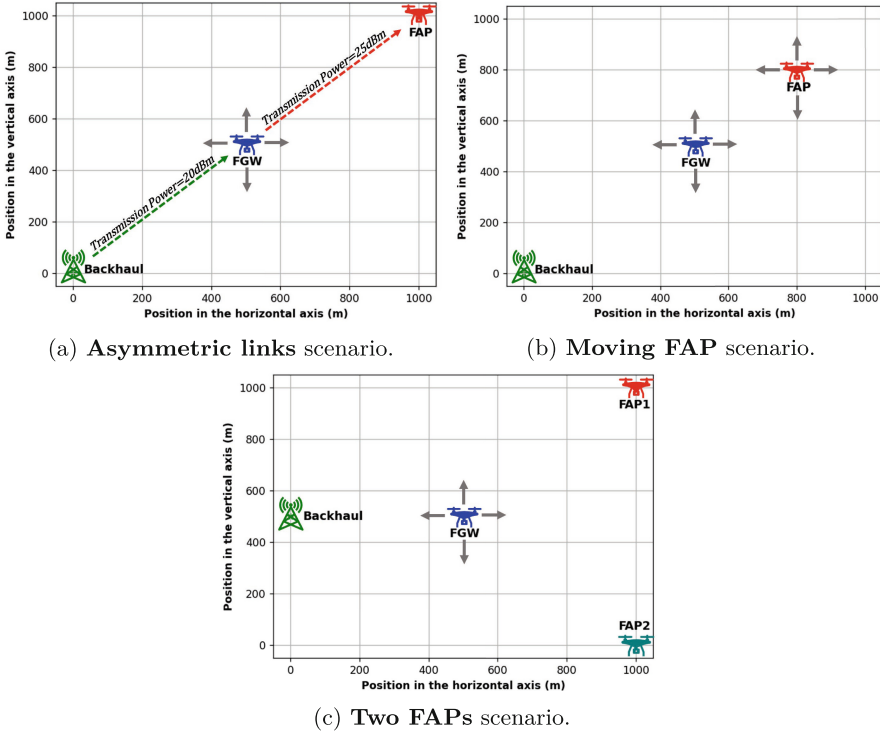 1000
800
600
400
200
0
Position in the vertical axis (m)
FAP
Transmission Power=25dBm
FGW
Transmission Power=20dBm
Backhaul
0 200 400 600 800 1000
Position in the horizontal axis (m)
(a) Asymmetric links scenario.
1000
800
600
400
200
0
Position in the vertical axis (m)
FAP
FGW
Backhaul
0 200 400 600 800 1000
Position in the horizontal axis (m)
(b) Moving FAP scenario.
1000
800
600
400
200
0
Position in the vertical axis (m)
FAP1
Backhaul
FGW
FAP2
0 200 400 600 800 1000
Position in the horizontal axis (m)
(c) Two FAPs scenario.